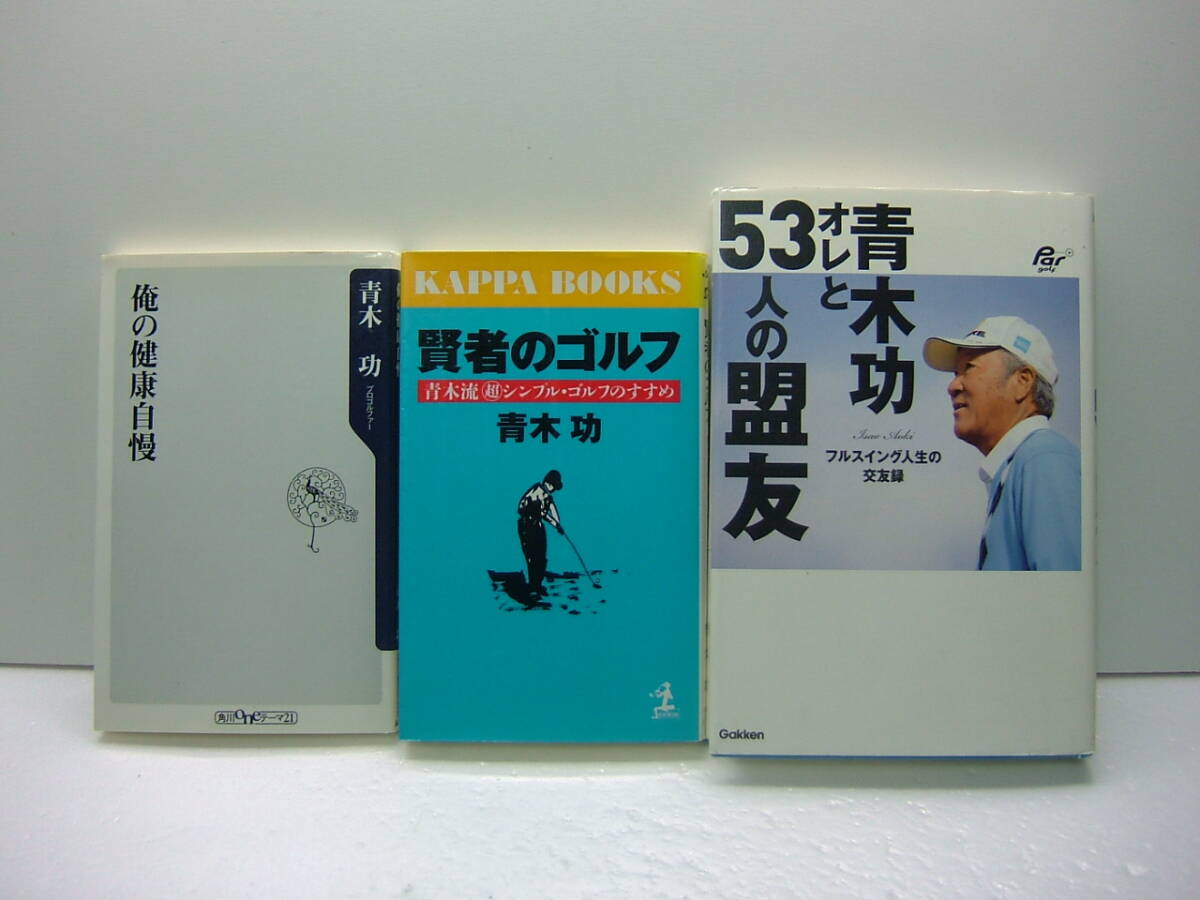 俺の健康自慢
青木 功
プロゴルファー
角川oneテーマ21
KAPPA BOOKS
賢者のゴルフ
青木流 超シンプル・ゴルフのすすめ
青木 功
青木功
オレと
53人の盟友
Isao Aoki
フルスイング人生の
交友録
Par
golf
Gakken